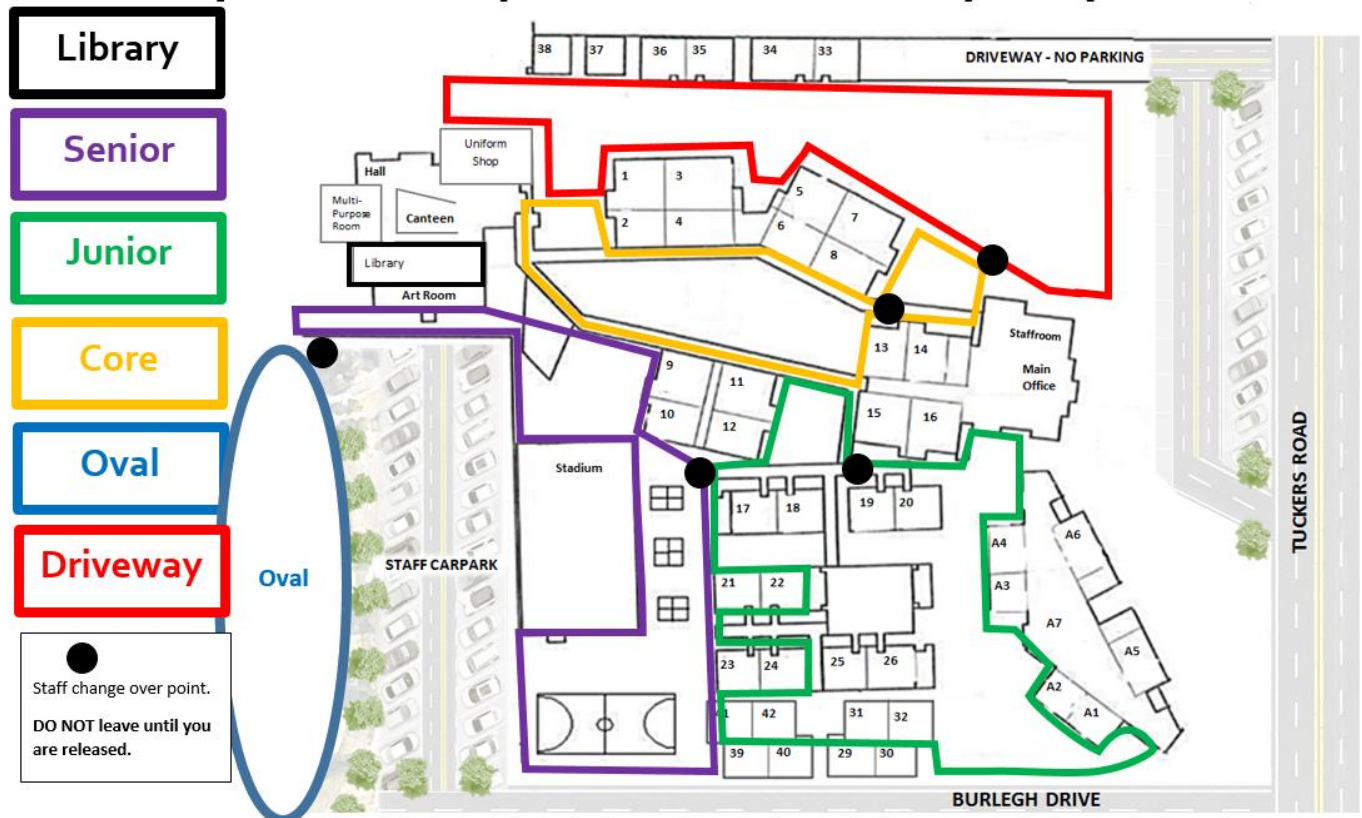 Library
Senior
Junior
Core
Oval
Driveway
Staff change over point.
DO NOT leave until you
are released.
38
37
36
35
34
33
DRIVEWAY - NO PARKING
Uniform
Shop
Hall
Multi-
Purpose
Room
Canteen
Library
Art Room
1
3
2
4
5
7
6
8
13
14
Staffroom
Main
Office
9
11
10
12
15
16
Stadium
17
18
19
20
Oval
STAFF CARPARK
21
22
23
24
25
26
42
31
32
39
40
29
30
A4
A3
A6
A7
A5
A2
A1
TUCKERS ROAD
BURLEGH DRIVE